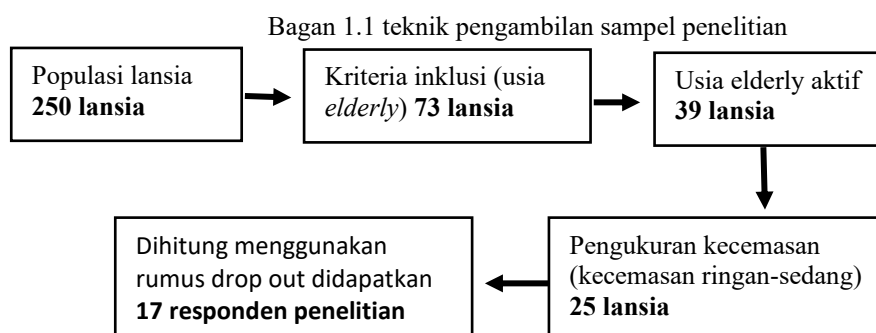 Bagan 1.1 teknik pengambilan sampel penelitian
Populasi lansia
250 lansia
Kriteria inklusi (usia
elderly) 73 lansia
Usia elderly aktif
39 lansia
Pengukuran kecemasan
(kecemasan ringan-sedang)
25 lansia
Dihitung menggunakan
rumus drop out didapatkan
17 responden penelitian